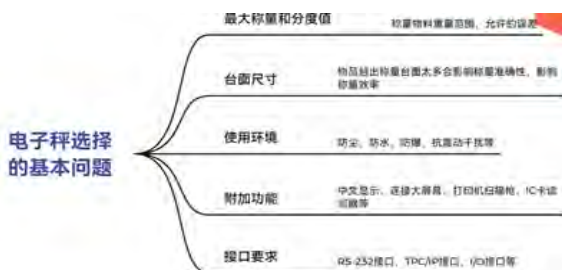 最大称量和分度值
称量物料重量范围、允许的误差
台面尺寸
物品超出称量台面太多会影响称量准确性，影响
称量效率
电子秤选择
的基本问题
使用环境
防尘、防水、防爆、抗震动干扰等
附加功能
中文显示、连接大屏幕、打印机扫描枪、IC卡读
写器等
接口要求
RS-232接口、TPC/IP接口、I/O接口等